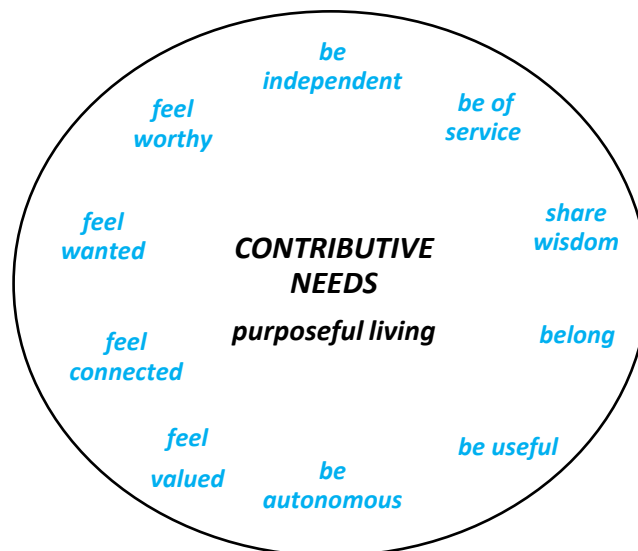 be
independent
be of
service
share
wisdom
belong
be useful
be
autonomous
feel
valued
feel
connected
feel
wanted
feel
worthy
CONTRIBUTIVE
NEEDS
purposeful living